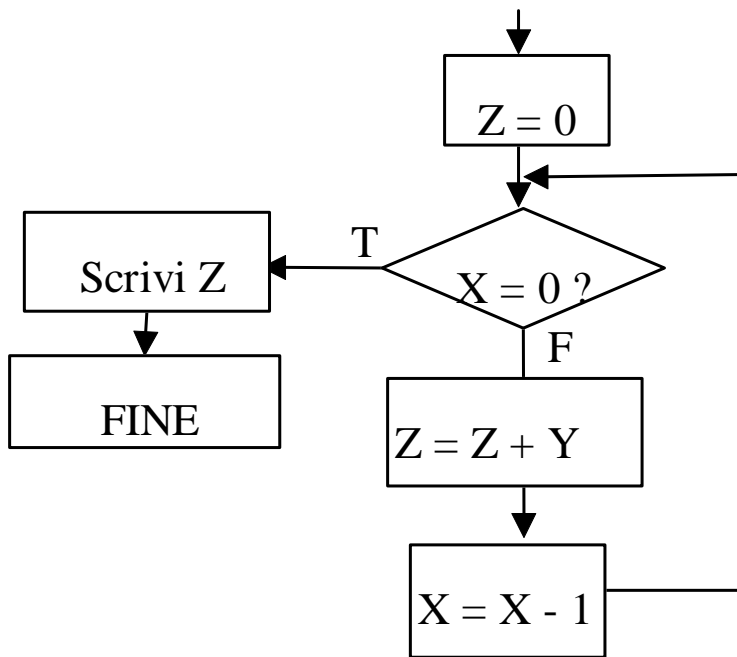 Z = 0
T
X = 0 ?
Scrivi Z
F
FINE
Z = Z + Y
X = X - 1